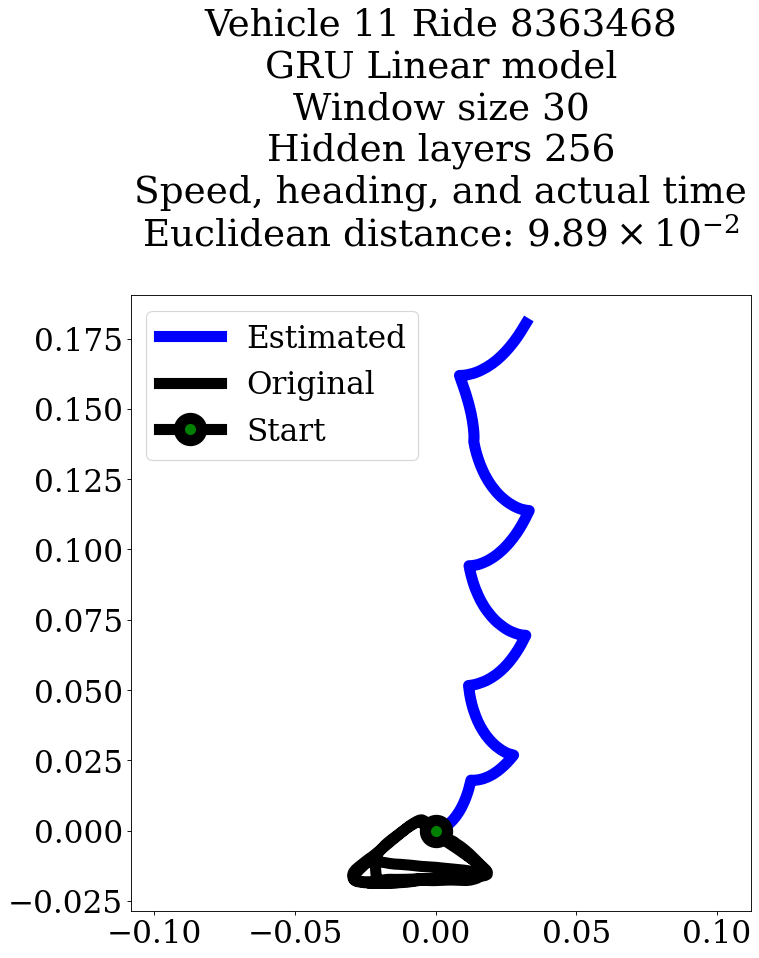 Vehicle 11 Ride 8363468
GRU Linear model
Window size 30
Hidden layers 256
Speed, heading, and actual time
Euclidean distance: 9.89 × 10⁻²
Estimated
Original
Start
0.175
0.150
0.125
0.100
0.075
0.050
0.025
0.000
−0.025
−0.10 −0.05 0.00 0.05 0.10